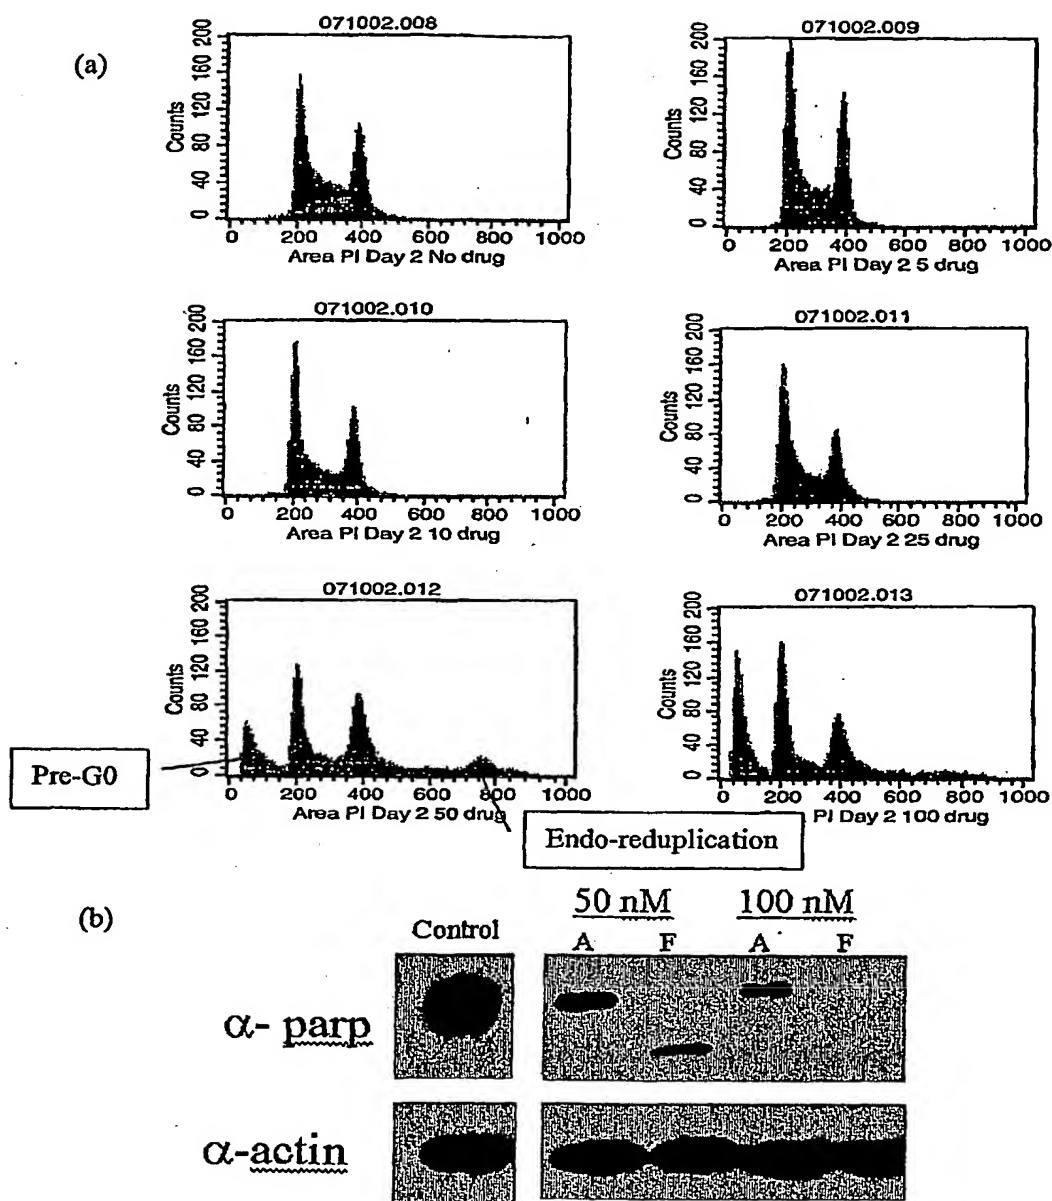 (a)
071002.008
Counts
0 40 80 120 160 200
0 200 400 600 800 1000
Area PI Day 2 No drug
071002.009
Counts
0 40 80 120 160 200
0 200 400 600 800 1000
Area PI Day 2 5 drug
071002.010
Counts
0 40 80 120 160 200
0 200 400 600 800 1000
Area PI Day 2 10 drug
071002.011
Counts
0 40 80 120 160 200
0 200 400 600 800 1000
Area PI Day 2 25 drug
071002.012
Counts
0 40 80 120 160 200
0 200 400 600 800 1000
Area PI Day 2 50 drug
Pre-G0
Endo-reduplication
071002.013
Counts
0 40 80 120 160 200
0 200 400 600 800 1000
PI Day 2 100 drug
(b)
Control
50 nM 100 nM
A F A F
α- parp
α-actin